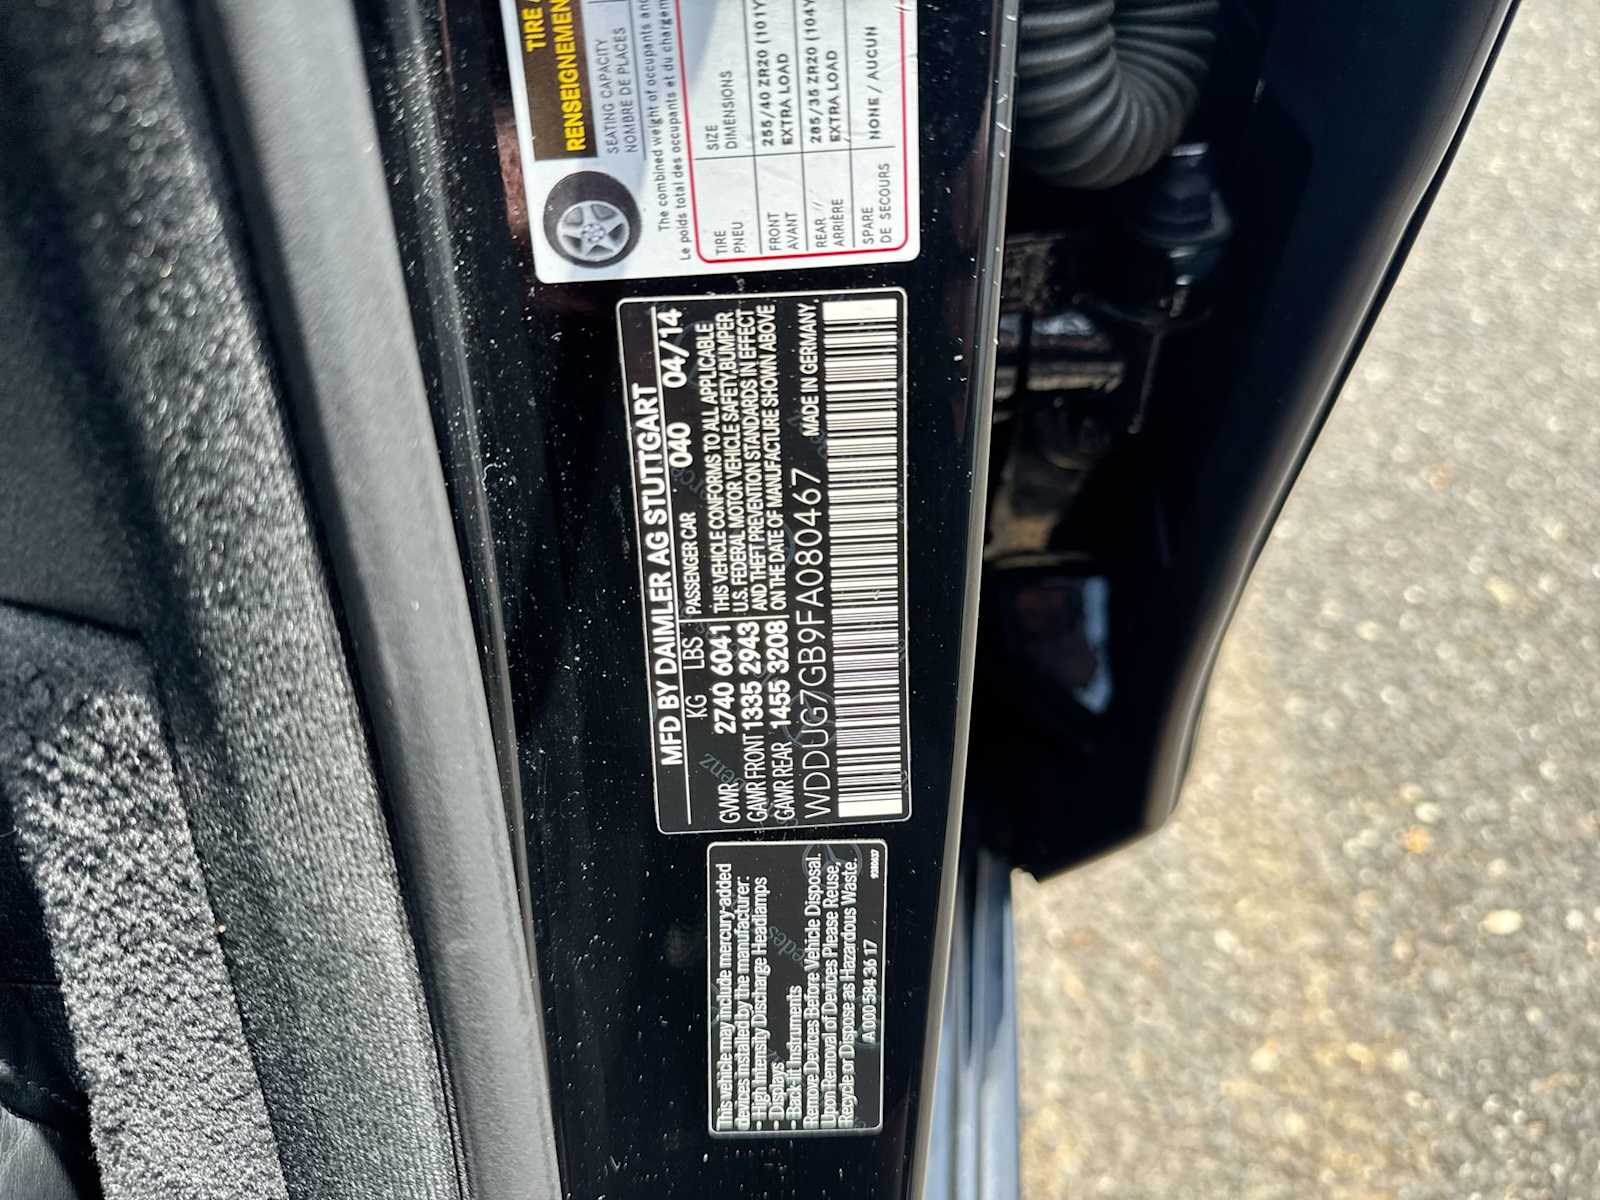 TIRE
RENSEIGNEMEN
SEATING CAPACITY
NOMBRE DE PLACES
The combined weight of occupants and
Le poids total des occupants et du chargem
TIRE SIZE
PNEU DIMENSIONS
FRONT 255/40 ZR20 (101Y
AVANT EXTRA LOAD
REAR 285/35 ZR20 (104Y
ARRIÈRE EXTRA LOAD
SPARE NONE / AUCUN
DE SECOURS
MFD BY DAIMLER AG STUTTGART
KG LBS PASSENGER CAR 040 04/14
GVWR 2740 6041 THIS VEHICLE CONFORMS TO ALL APPLICABLE
U.S. FEDERAL MOTOR VEHICLE SAFETY, BUMPER
GAWR FRONT 1335 2943 AND THEFT PREVENTION STANDARDS IN EFFECT
GAWR REAR 1455 3208 ON THE DATE OF MANUFACTURE SHOWN ABOVE
WDDUG7GB9FA080467 MADE IN GERMANY.
This vehicle may include mercury-added
devices installed by the manufacturer:
- High Intensity Discharge Headlamps
- Displays
- Back-lit Instruments
Remove Devices Before Vehicle Disposal.
Upon Removal of Devices Please Reuse,
Recycle or Dispose as Hazardous Waste.
A 000 584 36 17